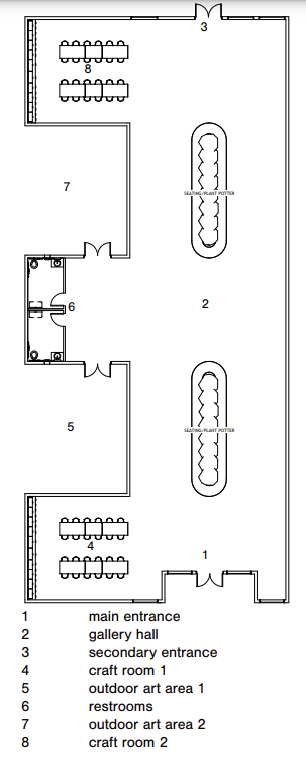 3
8
7
SEATING/PLANT POTTER
6
2
5
SEATING/PLANT POTTER
4
1
1 main entrance
2 gallery hall
3 secondary entrance
4 craft room 1
5 outdoor art area 1
6 restrooms
7 outdoor art area 2
8 craft room 2